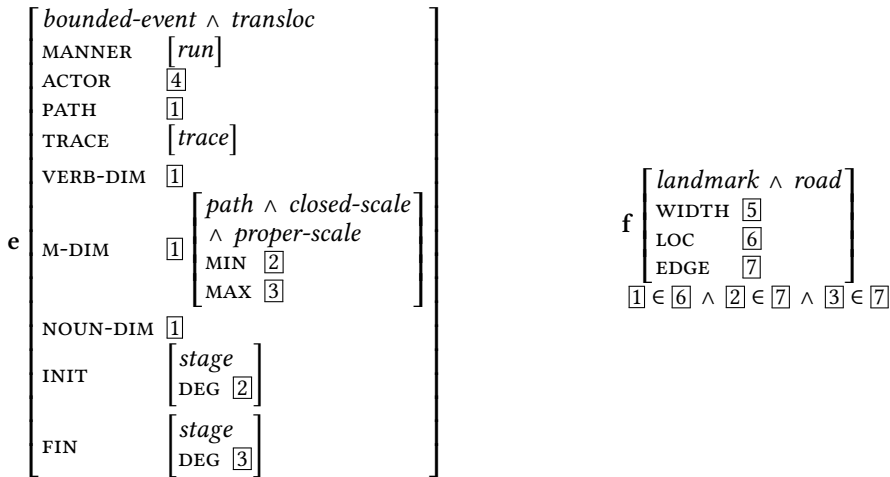 bounded-event ∧ transloc
MANNER [run]
ACTOR 4
PATH 1
TRACE [trace]
VERB-DIM 1
path ∧ closed-scale
∧ proper-scale
e M-DIM 1 MIN 2
MAX 3
NOUN-DIM 1
INIT [stage
DEG 2]
FIN [stage
DEG 3]
landmark ∧ road
f WIDTH 5
LOC 6
EDGE 7
1 ∈ 6 ∧ 2 ∈ 7 ∧ 3 ∈ 7